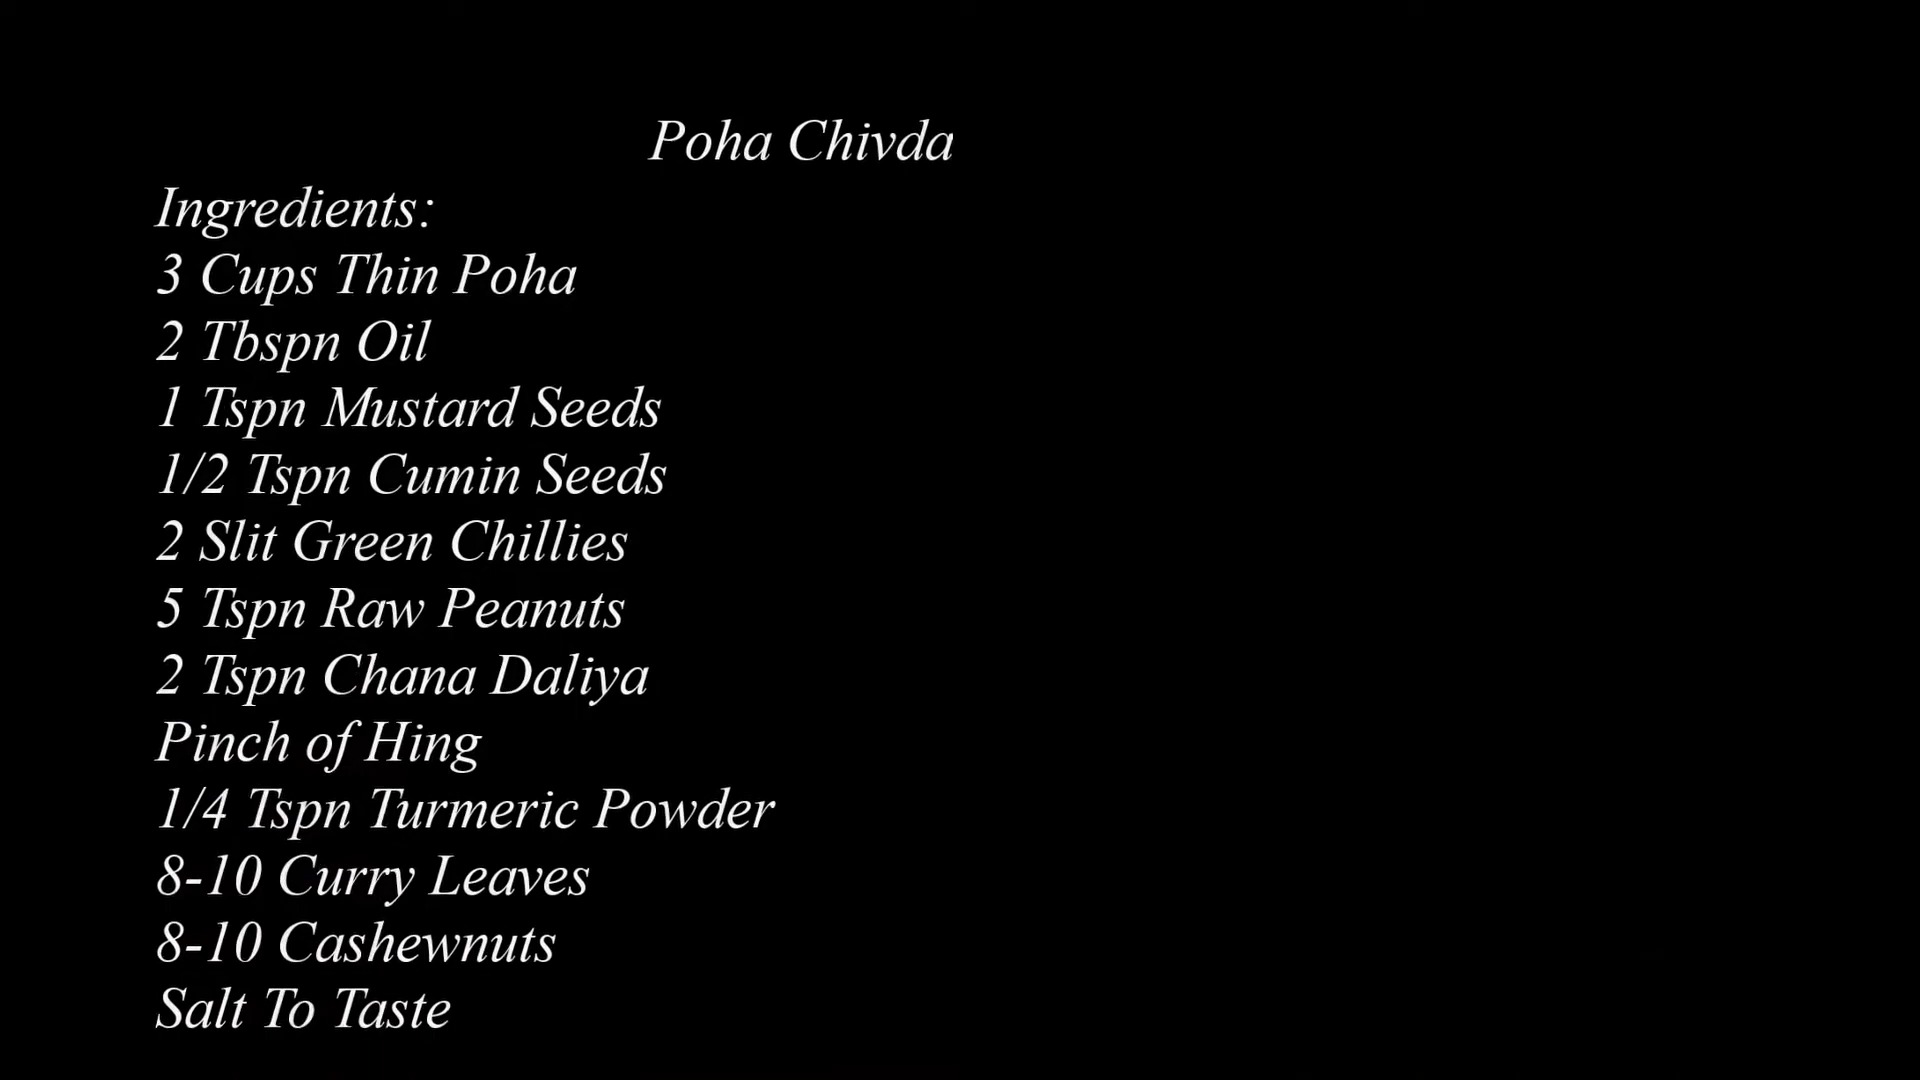 Poha Chivda
Ingredients:
3 Cups Thin Poha
2 Tbspn Oil
1 Tspn Mustard Seeds
1/2 Tspn Cumin Seeds
2 Slit Green Chillies
5 Tspn Raw Peanuts
2 Tspn Chana Daliya
Pinch of Hing
1/4 Tspn Turmeric Powder
8-10 Curry Leaves
8-10 Cashewnuts
Salt To Taste